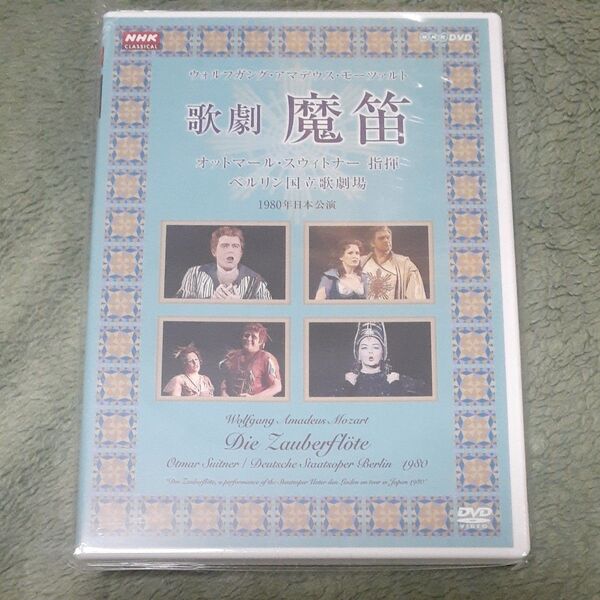 NHK
CLASSICAL
NHK DVD
ウォルフガング・アマデウス・モーツァルト
歌劇 魔笛
オットマール・スウィトナー 指揮
ベルリン国立歌劇場
1980年日本公演
Wolfgang Amadeus Mozart
Die Zauberflöte
Otmar Suitner / Deutsche Staatsoper Berlin 1980
"Die Zauberflöte, a performance of the Staatsoper Unter den Linden on tour in Japan 1980"
DVD
VIDEO